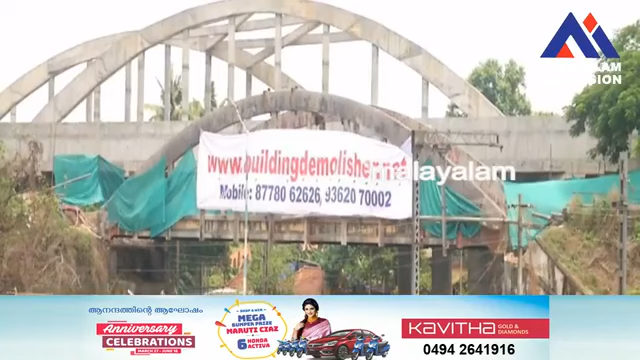 www.buildingdemolisher.net
malayalam
Mobile: 87780 62626, 93620 70002
ആനന്ദത്തിന്റെ ആഘോഷം
Anniversary
CELEBRATIONS
MEGA
BUMPER PRIZE
MARUTI CIAZ
6 HONDA
ACTIVA
KAVITHA GOLD & DIAMONDS
0494 2641916